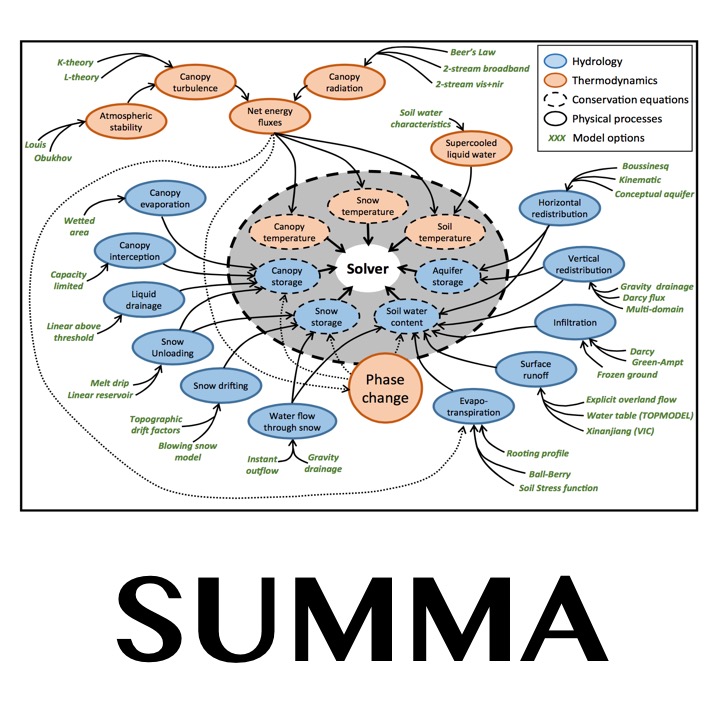 K-theory
L-theory
Canopy
turbulence
Canopy
radiation
Beer's Law
2-stream broadband
2-stream vis+nir
Hydrology
Thermodynamics
Conservation equations
Physical processes
XXX Model options
Atmospheric
stability
Net energy
fluxes
Louis
Obukhov
Soil water
characteristics
Supercooled
liquid water
Boussinesq
Kinematic
Conceptual aquifer
Canopy
evaporation
Wetted
area
Snow
temperature
Horizontal
redistribution
Canopy
temperature
Soil
temperature
Canopy
interception
Capacity
limited
Canopy
storage
Solver
Aquifer
storage
Vertical
redistribution
Gravity drainage
Darcy flux
Multi-domain
Liquid
drainage
Linear above
threshold
Snow
storage
Soil water
content
Infiltration
Darcy
Green-Ampt
Frozen ground
Snow
Unloading
Melt drip
Linear reservoir
Snow drifting
Topographic
drift factors
Blowing snow
model
Phase
change
Surface
runoff
Explicit overland flow
Water table (TOPMODEL)
Xinanjiang (VIC)
Water flow
through snow
Instant
outflow
Gravity
drainage
Evapo-
transpiration
Rooting profile
Ball-Berry
Soil Stress function
SUMMA